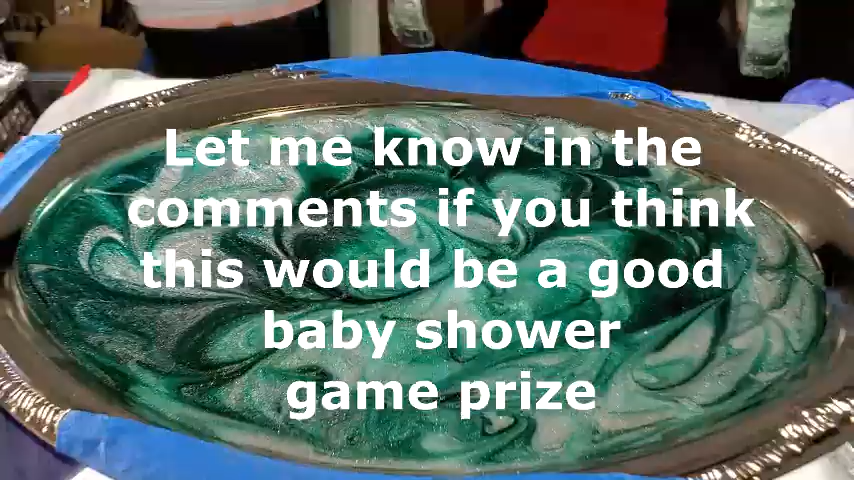 Let me know in the
comments if you think
this would be a good
baby shower
game prize